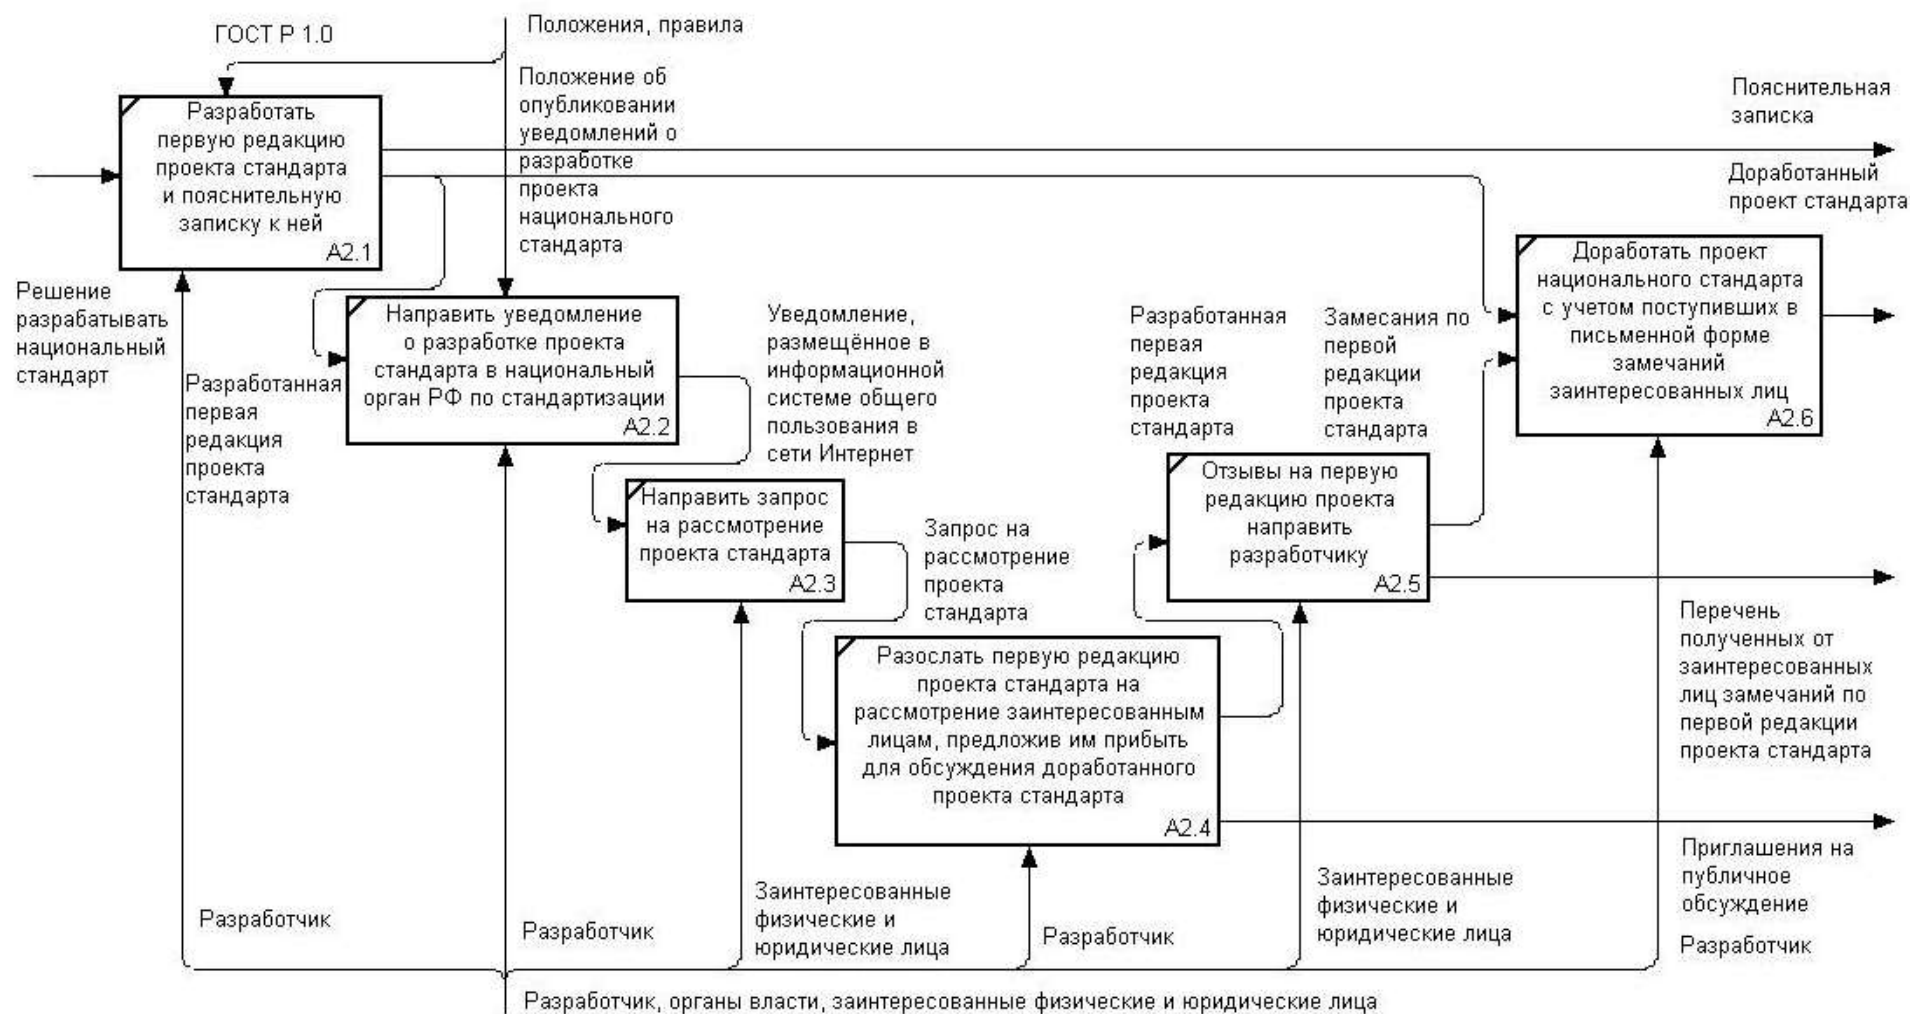 ГОСТ Р 1.0
Положения, правила
Положение об
опубликовании
уведомлений о
разработке
проекта
национального
стандарта
Разработать
первую редакцию
проекта стандарта
и пояснительную
записку к ней
А2.1
Пояснительная
записка
Доработанный
проект стандарта
Решение
разрабатывать
национальный
стандарт
Разработанная
первая
редакция
проекта
стандарта
Направить уведомление
о разработке проекта
стандарта в национальный
орган РФ по стандартизации
А2.2
Уведомление,
размещённое в
информационной
системе общего
пользования в
сети Интернет
Разработанная
первая
редакция
проекта
стандарта
Замесания по
первой
редакции
проекта
стандарта
Доработать проект
национального стандарта
с учетом поступивших в
письменной форме
замечаний
заинтересованных лиц
А2.6
Направить запрос
на рассмотрение
проекта стандарта
А2.3
Запрос на
рассмотрение
проекта
стандарта
Отзывы на первую
редакцию проекта
направить
разработчику
А2.5
Разослать первую редакцию
проекта стандарта на
рассмотрение заинтересованным
лицам, предложив им прибыть
для обсуждения доработанного
проекта стандарта
А2.4
Перечень
полученных от
заинтересованных
лиц замечаний по
первой редакции
проекта стандарта
Приглашения на
публичное
обсуждение
Разработчик
Разработчик
Заинтересованные
физические и
юридические лица
Разработчик
Заинтересованные
физические и
юридические лица
Разработчик
Разработчик, органы власти, заинтересованные физические и юридические лица